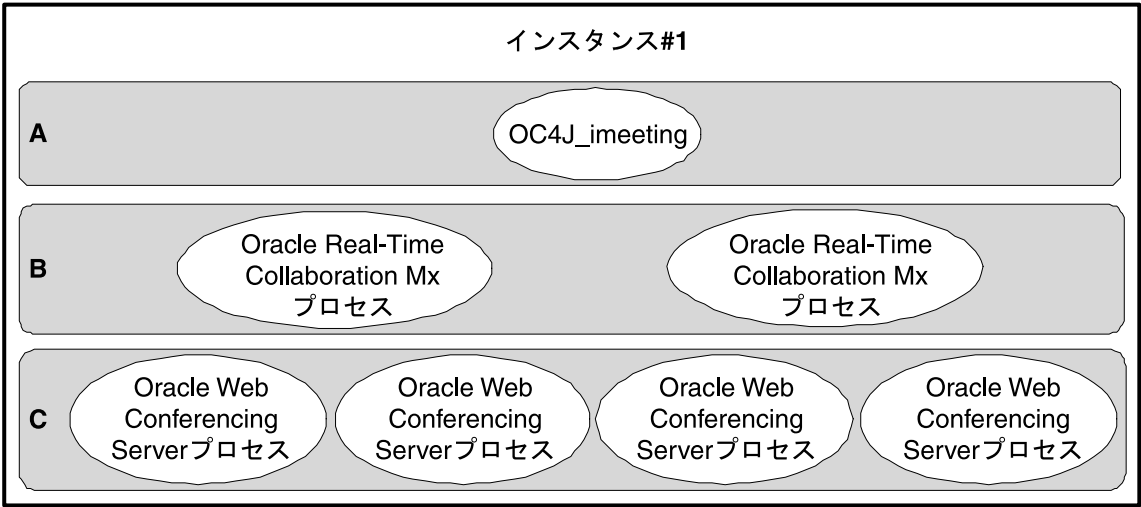 インスタンス#1
A
OC4J_imeeting
B
Oracle Real-Time
Collaboration Mx
プロセス
Oracle Real-Time
Collaboration Mx
プロセス
C
Oracle Web
Conferencing
Serverプロセス
Oracle Web
Conferencing
Serverプロセス
Oracle Web
Conferencing
Serverプロセス
Oracle Web
Conferencing
Serverプロセス